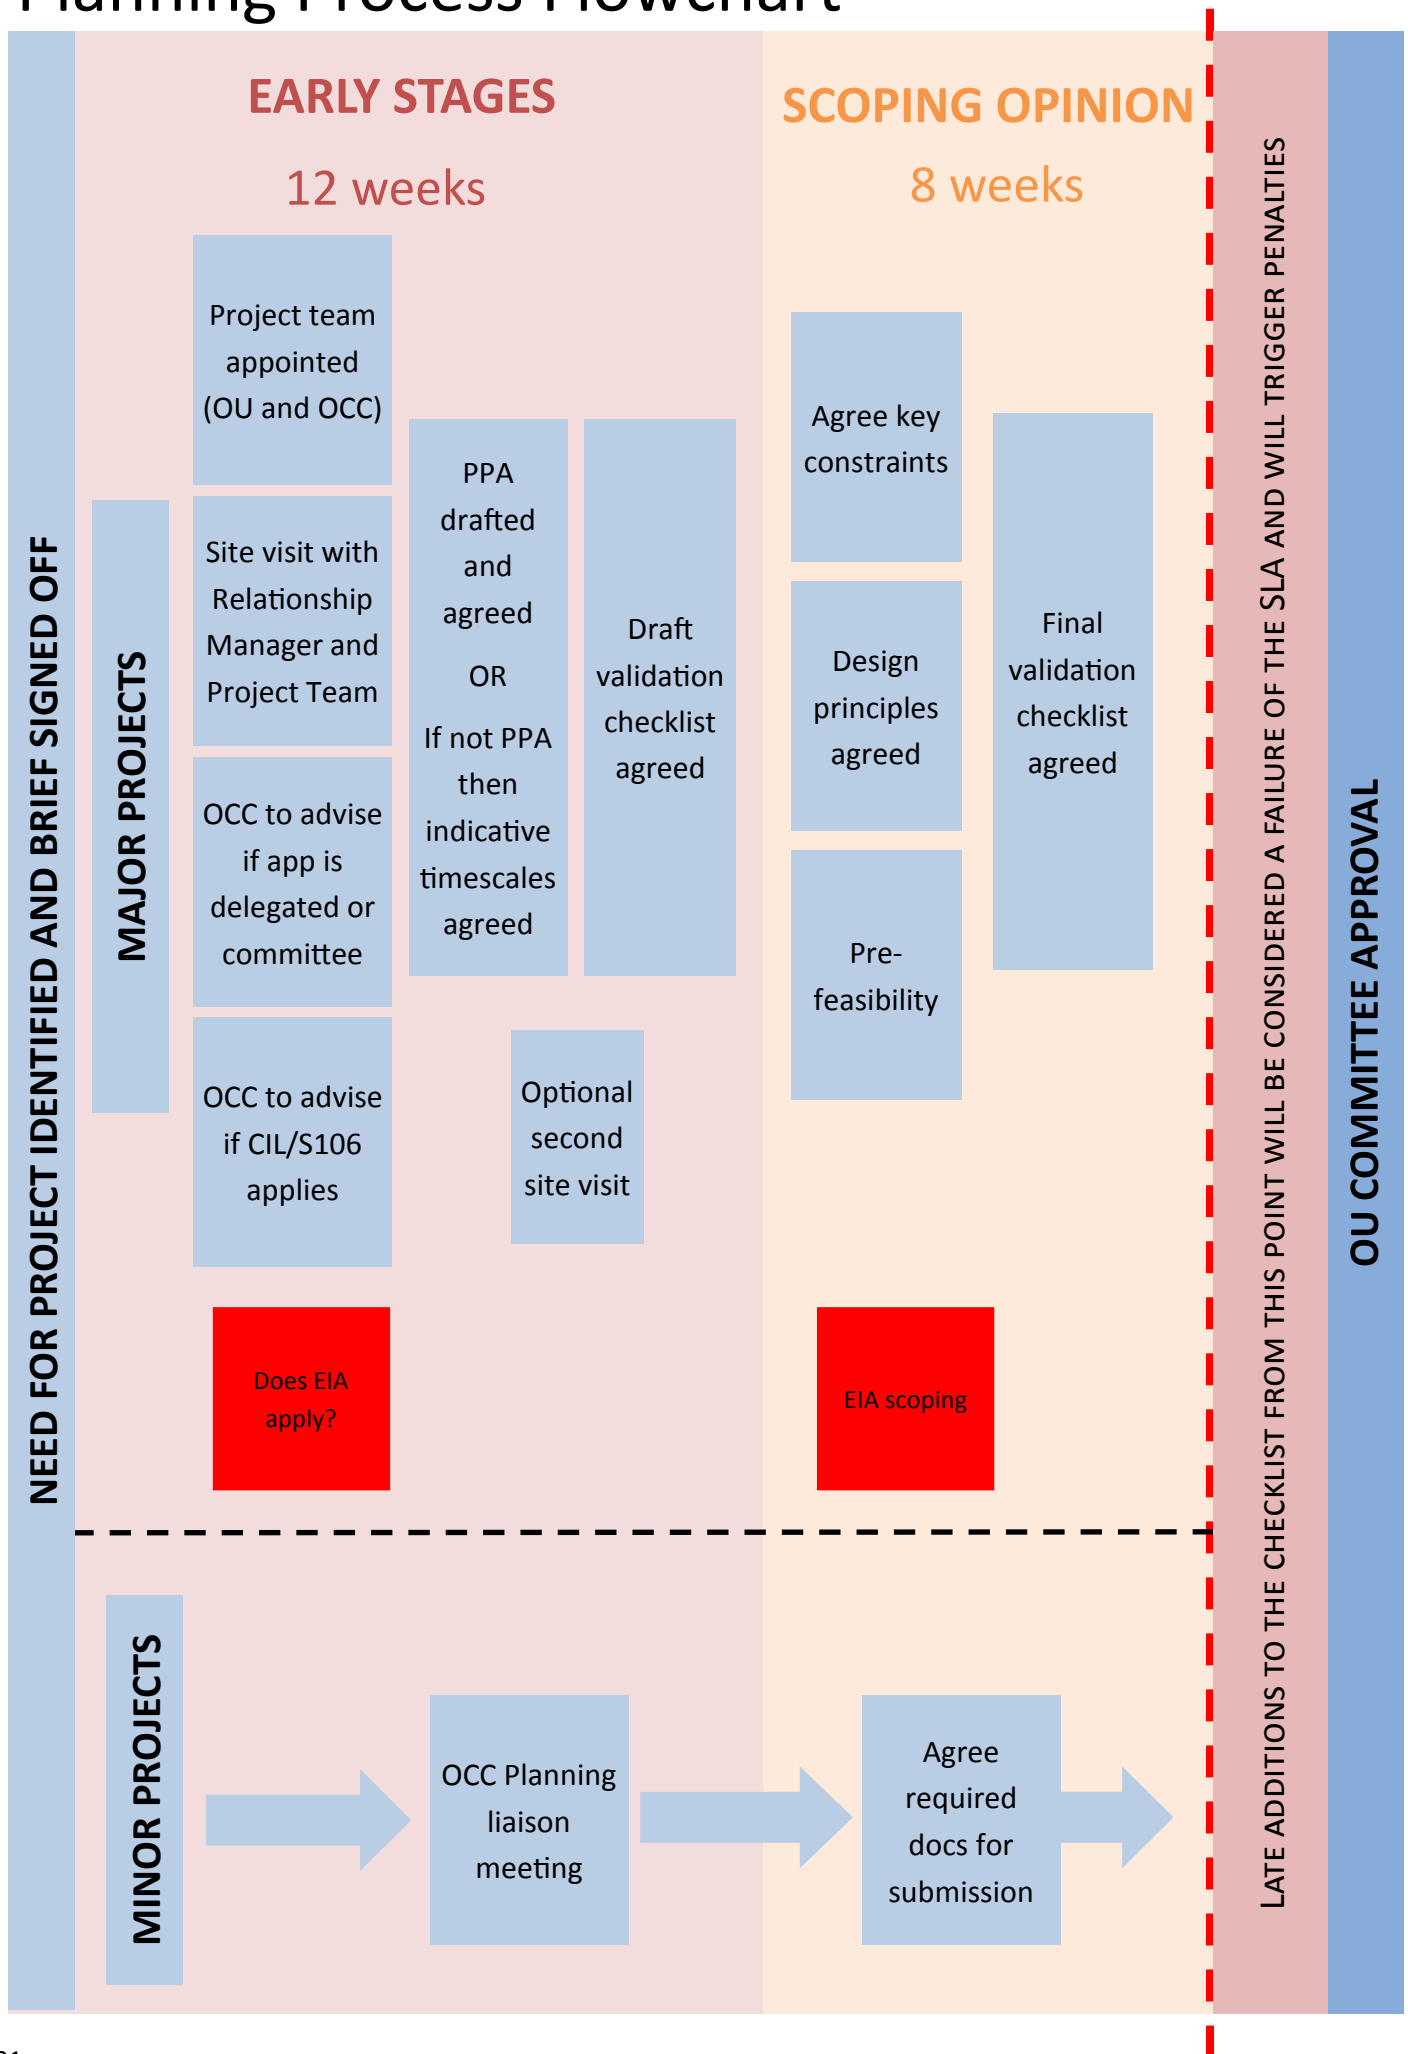 Planning Process Flowchart
NEED FOR PROJECT IDENTIFIED AND BRIEF SIGNED OFF
EARLY STAGES
12 weeks
MAJOR PROJECTS
Project team
appointed
(OU and OCC)
Site visit with
Relationship
Manager and
Project Team
OCC to advise
if app is
delegated or
committee
OCC to advise
if CIL/S106
applies
PPA
drafted
and
agreed
OR
If not PPA
then
indicative
timescales
agreed
Draft
validation
checklist
agreed
Optional
second
site visit
Does EIA
apply?
SCOPING OPINION
8 weeks
Agree key
constraints
Design
principles
agreed
Pre-
feasibility
Final
validation
checklist
agreed
EIA scoping
MINOR PROJECTS
OCC Planning
liaison
meeting
Agree
required
docs for
submission
LATE ADDITIONS TO THE CHECKLIST FROM THIS POINT WILL BE CONSIDERED A FAILURE OF THE SLA AND WILL TRIGGER PENALTIES
OU COMMITTEE APPROVAL